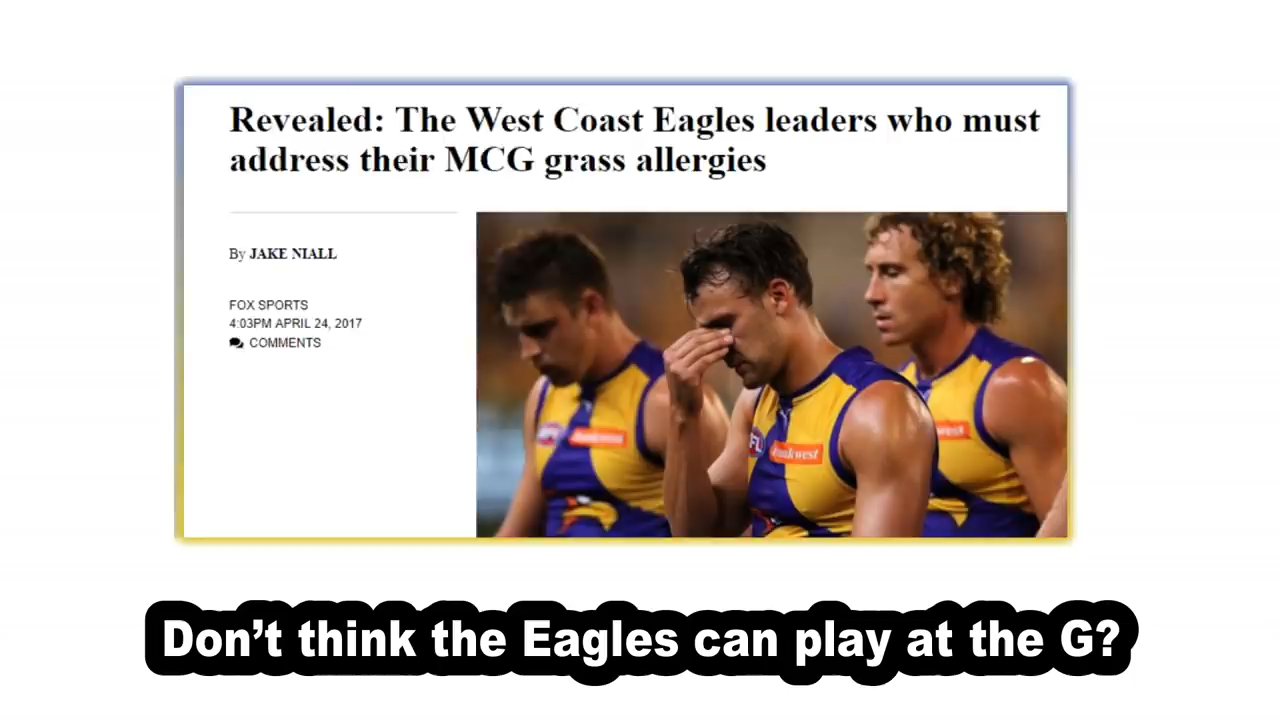 Revealed: The West Coast Eagles leaders who must
address their MCG grass allergies
By JAKE NIALL
FOX SPORTS
4:03PM APRIL 24, 2017
COMMENTS
bankwest
Don't think the Eagles can play at the G?